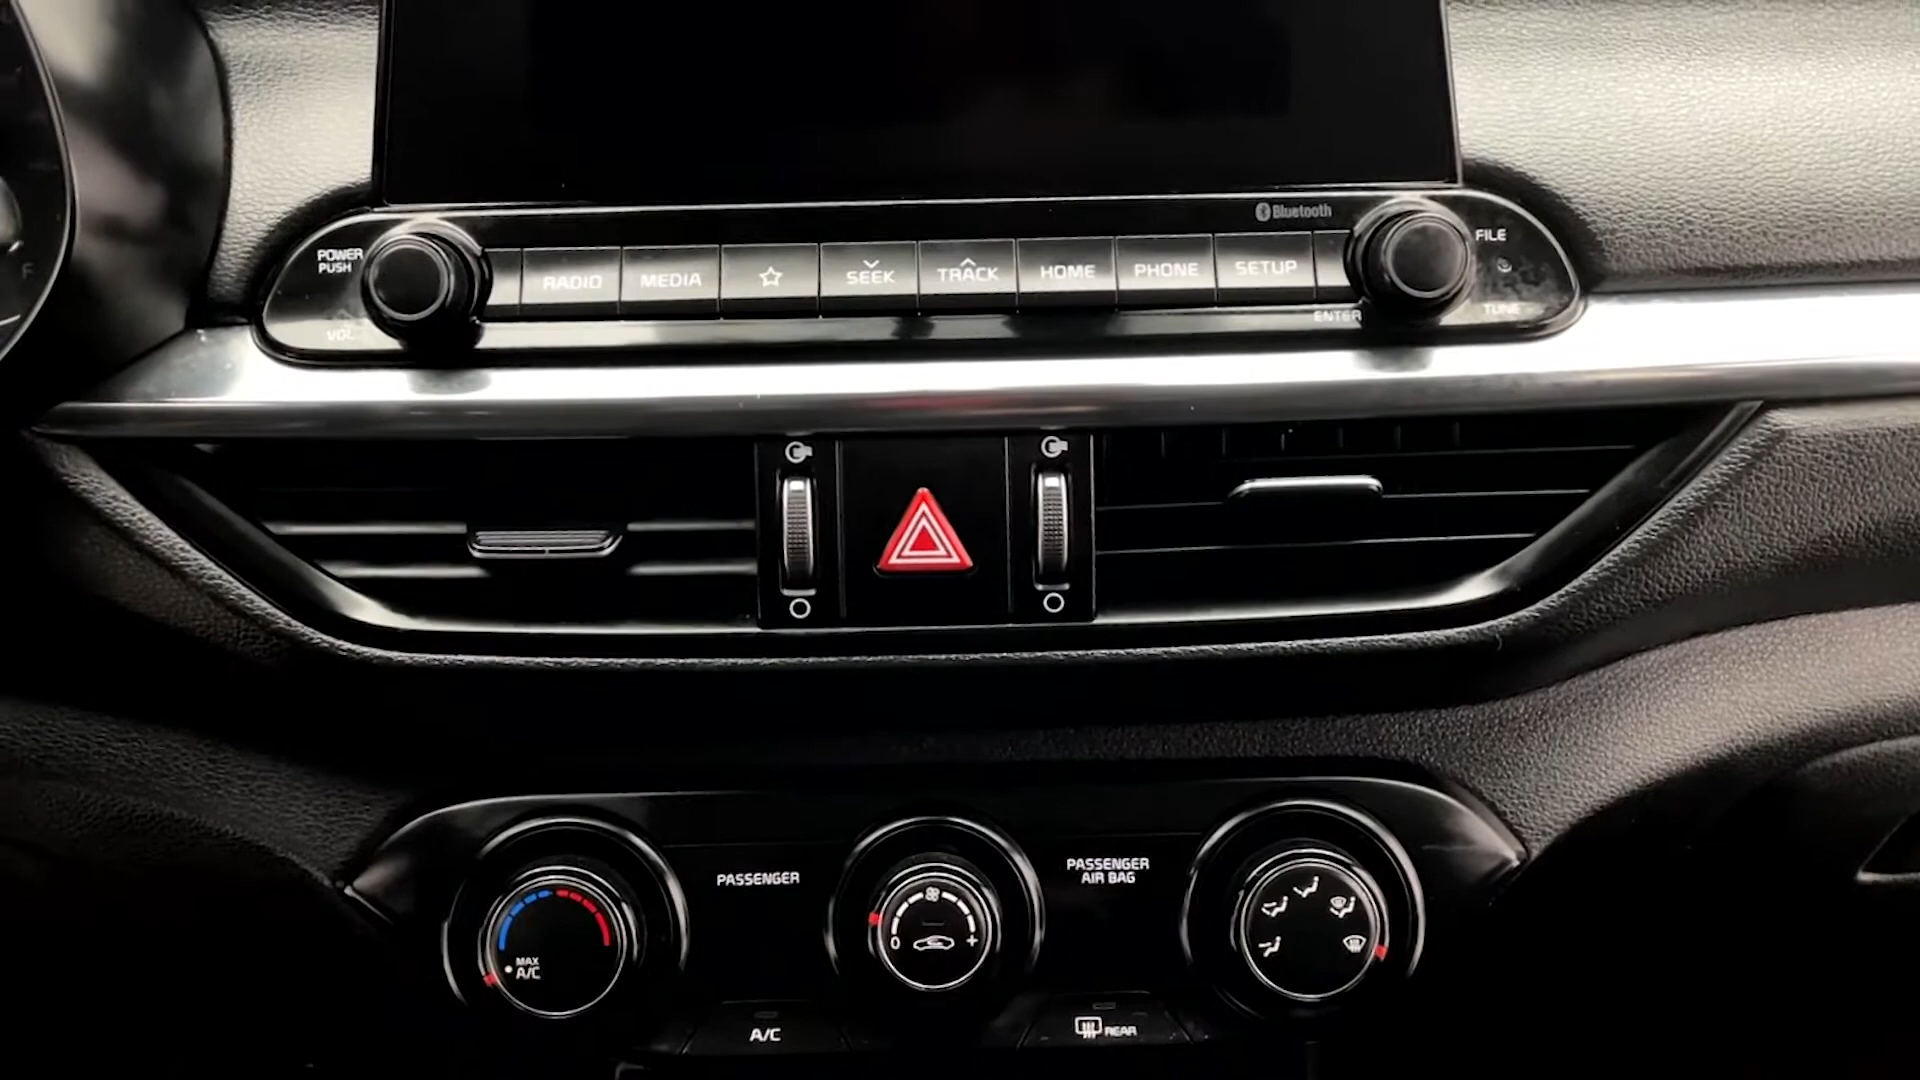 Bluetooth
POWER
PUSH
VOL
RADIO
MEDIA
SEEK
TRACK
HOME
PHONE
SETUP
FILE
TUNE
ENTER
PASSENGER
PASSENGER
AIR BAG
MAX
A/C
0
+
A/C
REAR
F